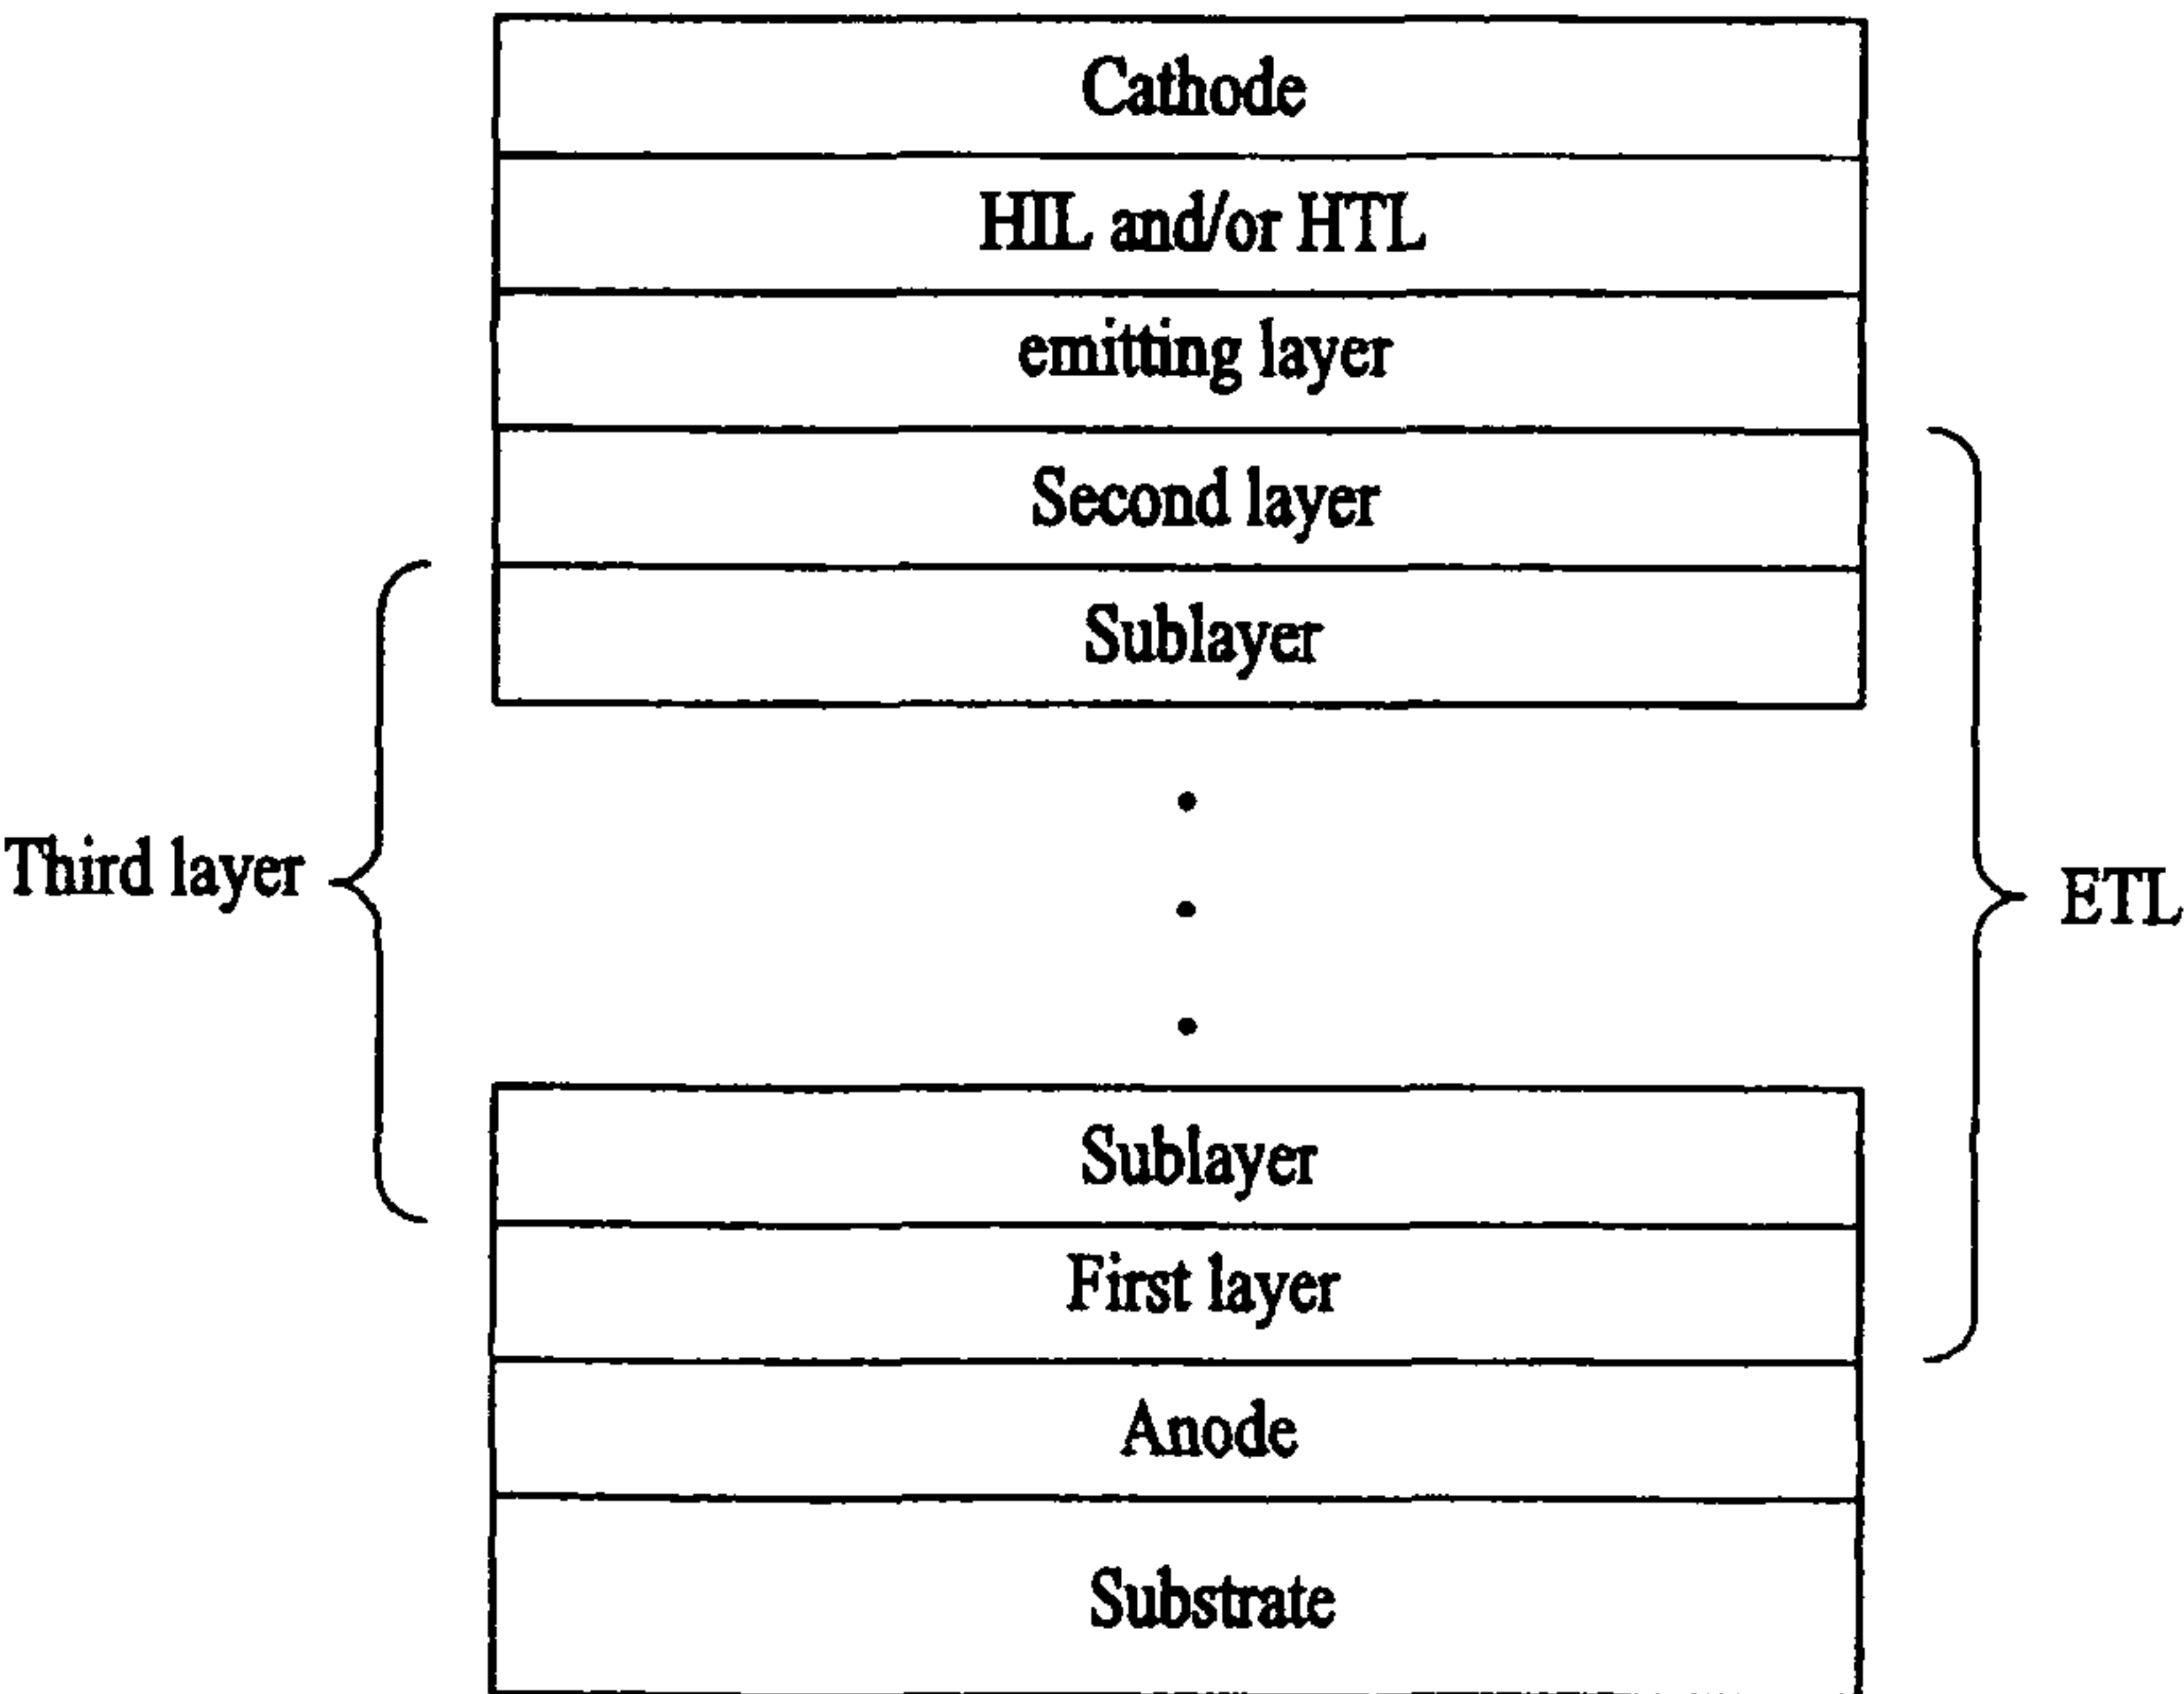 Cathode
HIL and/or HTL
emitting layer
Second layer
Sublayer
Third layer
ETL
Sublayer
First layer
Anode
Substrate